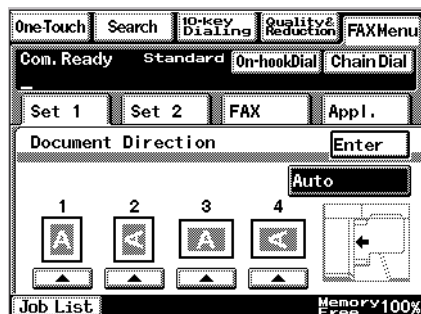 One-Touch Search 10-key Dialing Quality& Reduction FAXMenu
Com. Ready Standard On-hookDial Chain Dial
Set 1 Set 2 FAX Appl.
Document Direction Enter
Auto
1 2 3 4
A A A A
Job List Memory Free 100%